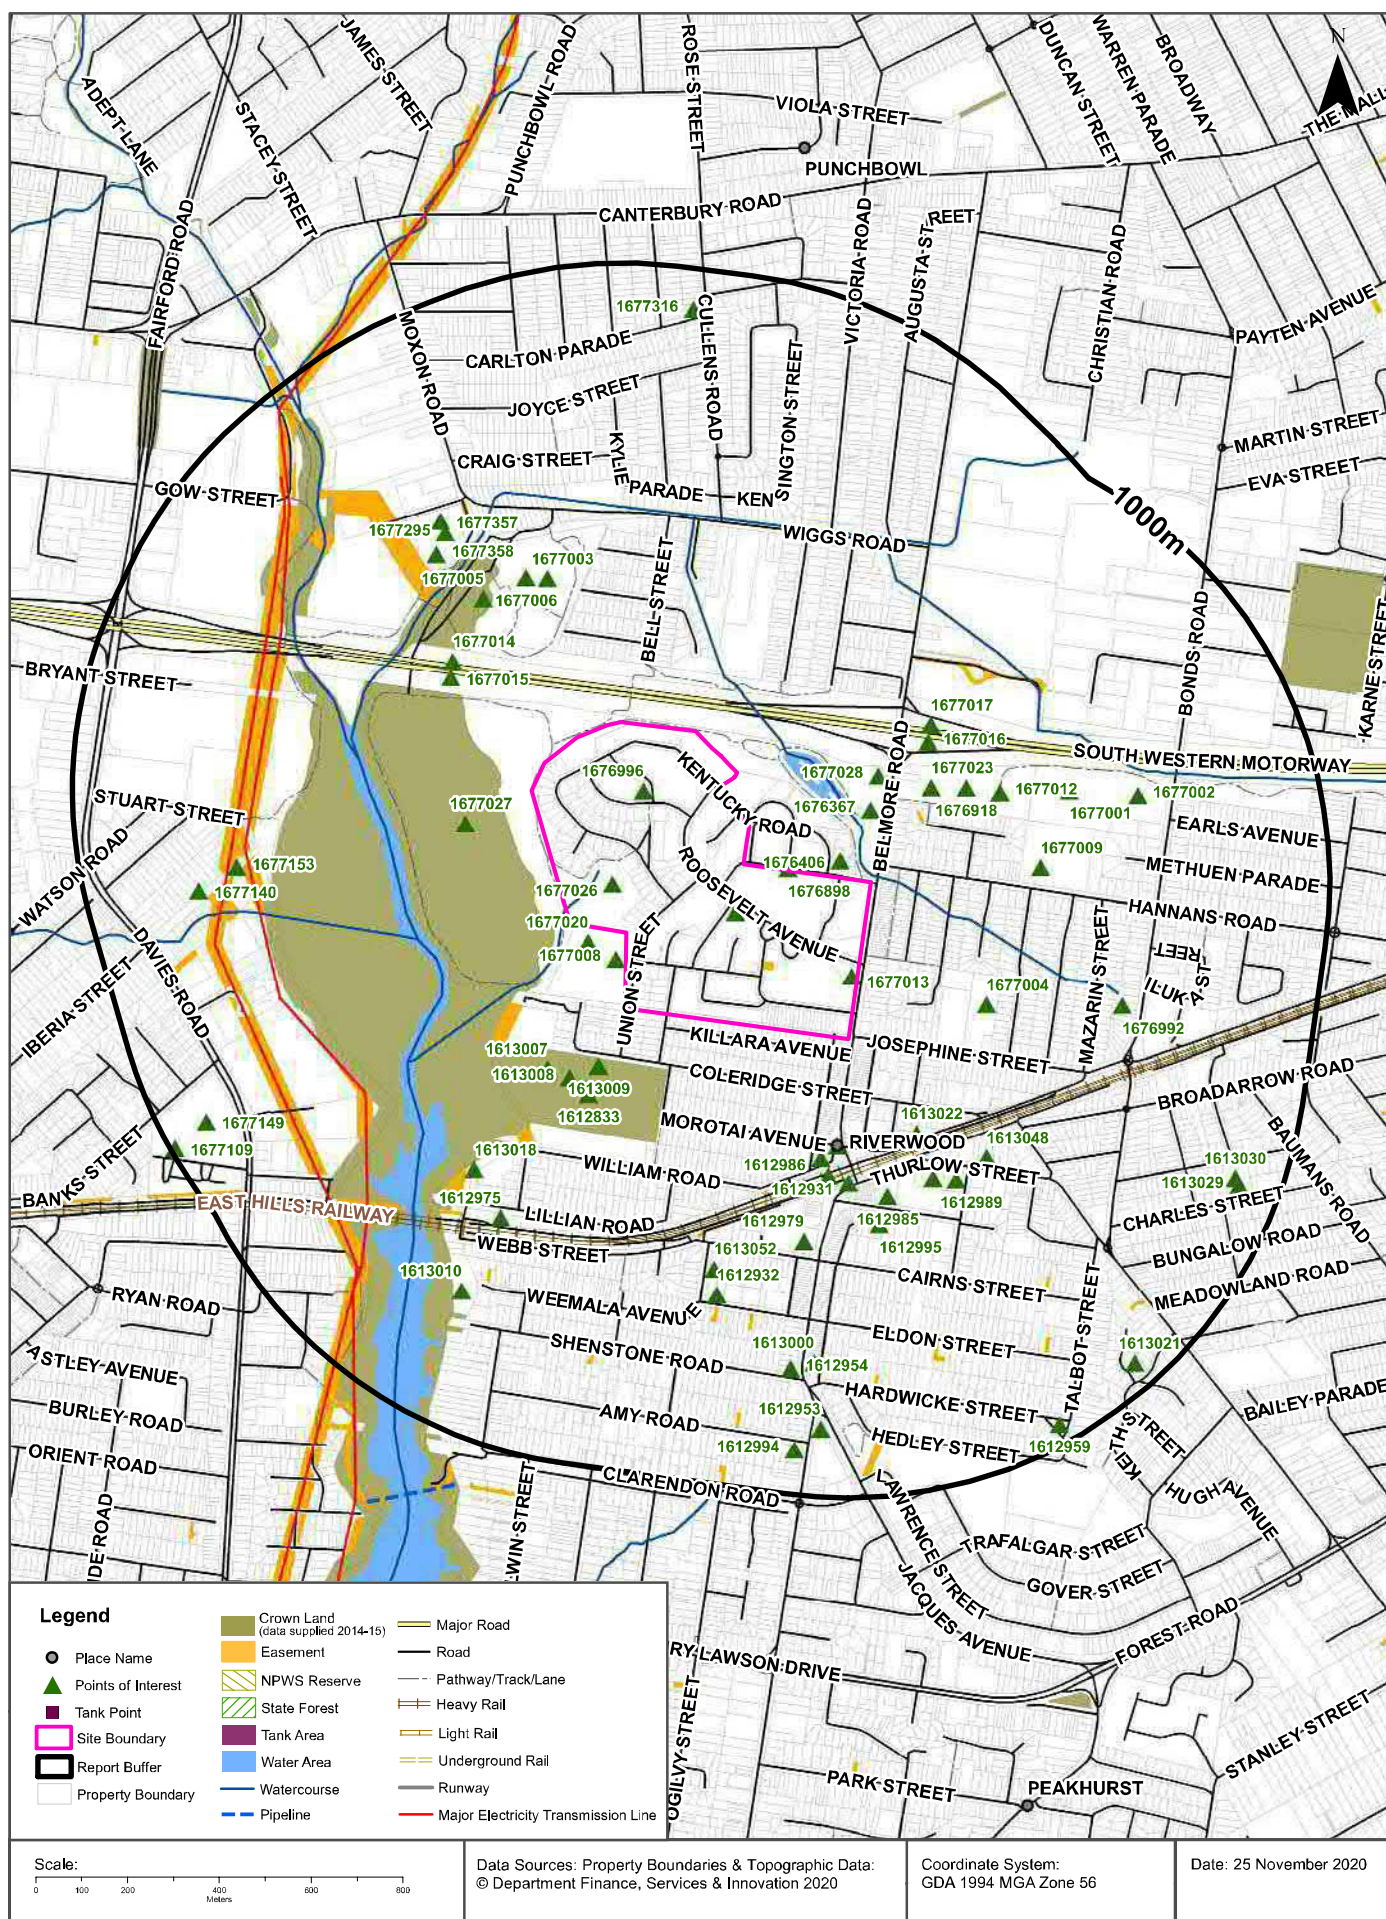 N
JAMES STREET
ROSE STREET
DUNCAN STREET
WARREN PARADE
BROADWAY
THE MALL
ADEPT LANE
STACEY STREET
PUNCHBOWL ROAD
VIOLA STREET
PUNCHBOWL
CANTERBURY ROAD
FAIRFORD ROAD
VICTORIA ROAD
AUGUSTA STREET
CHRISTIAN ROAD
PAYTEN AVENUE
1677316
MOXON ROAD
CARLTON PARADE
CULLENS ROAD
JOYCE STREET
KENSINGTON STREET
MARTIN STREET
EVA STREET
CRAIG STREET
KYLIE PARADE
GOW STREET
1000m
1677295
1677357
1677358
1677005
1677003
1677006
WIGGS ROAD
BELL STREET
BONDS ROAD
KARNE STREET
1677014
1677015
BRYANT STREET
1677017
1677016
SOUTH WESTERN MOTORWAY
KENTUCKY ROAD
1676996
1677028
1677023
1677012
1677002
1677001
1676918
1676367
BELMORE ROAD
STUART STREET
1677027
EARLS AVENUE
WATSON ROAD
1677153
1677140
1677026
ROOSEVELT AVENUE
1676406
1676898
1677009
METHUEN PARADE
HANNANS ROAD
DAVIES ROAD
1677020
1677008
UNION STREET
1677013
1677004
MAZARIN STREET
ILUKA STREET
1676992
IBERIA STREET
KILLARA AVENUE
JOSEPHINE STREET
1613007
1613008
1613009
1612833
COLERIDGE STREET
BROADARROW ROAD
1677149
1677109
MOROTAI AVENUE
1613022
RIVERWOOD
1613048
BAUMANS ROAD
BANKS STREET
1613018
WILLIAM ROAD
1612986
THURLOW STREET
1613030
1613029
EAST HILLS RAILWAY
1612975
1612931
1612989
CHARLES STREET
LILLIAN ROAD
WEBB STREET
1612979
1612985
1612995
BUNGALOW ROAD
1613052
1612932
CAIRNS STREET
MEADOWLAND ROAD
1613010
RYAN ROAD
WEEMALA AVENUE
TALBOT STREET
ASTLEY AVENUE
SHENSTONE ROAD
1613000
1612954
ELDON STREET
1613021
BURLEY ROAD
AMY ROAD
1612953
HARDWICKE STREET
BAILEY PARADE
1612994
HEDLEY STREET
1612959
KEITH STREET
ORIENT ROAD
CLARENDON ROAD
LAWRENCE STREET
HUGH AVENUE
IDE ROAD
LWIN STREET
TRAFALGAR STREET
GOVER STREET
JACQUES AVENUE
FOREST ROAD
RY LAWSON DRIVE
OGILVY STREET
STANLEY STREET
PARK STREET
PEAKHURST
Legend
Place Name
Points of Interest
Tank Point
Site Boundary
Report Buffer
Property Boundary
Crown Land
(data supplied 2014-15)
Easement
NPWS Reserve
State Forest
Tank Area
Water Area
Watercourse
Pipeline
Major Road
Road
Pathway/Track/Lane
Heavy Rail
Light Rail
Underground Rail
Runway
Major Electricity Transmission Line
Scale:
0 100 200 400 600 800
Meters
Data Sources: Property Boundaries & Topographic Data:
© Department Finance, Services & Innovation 2020
Coordinate System:
GDA 1994 MGA Zone 56
Date: 25 November 2020